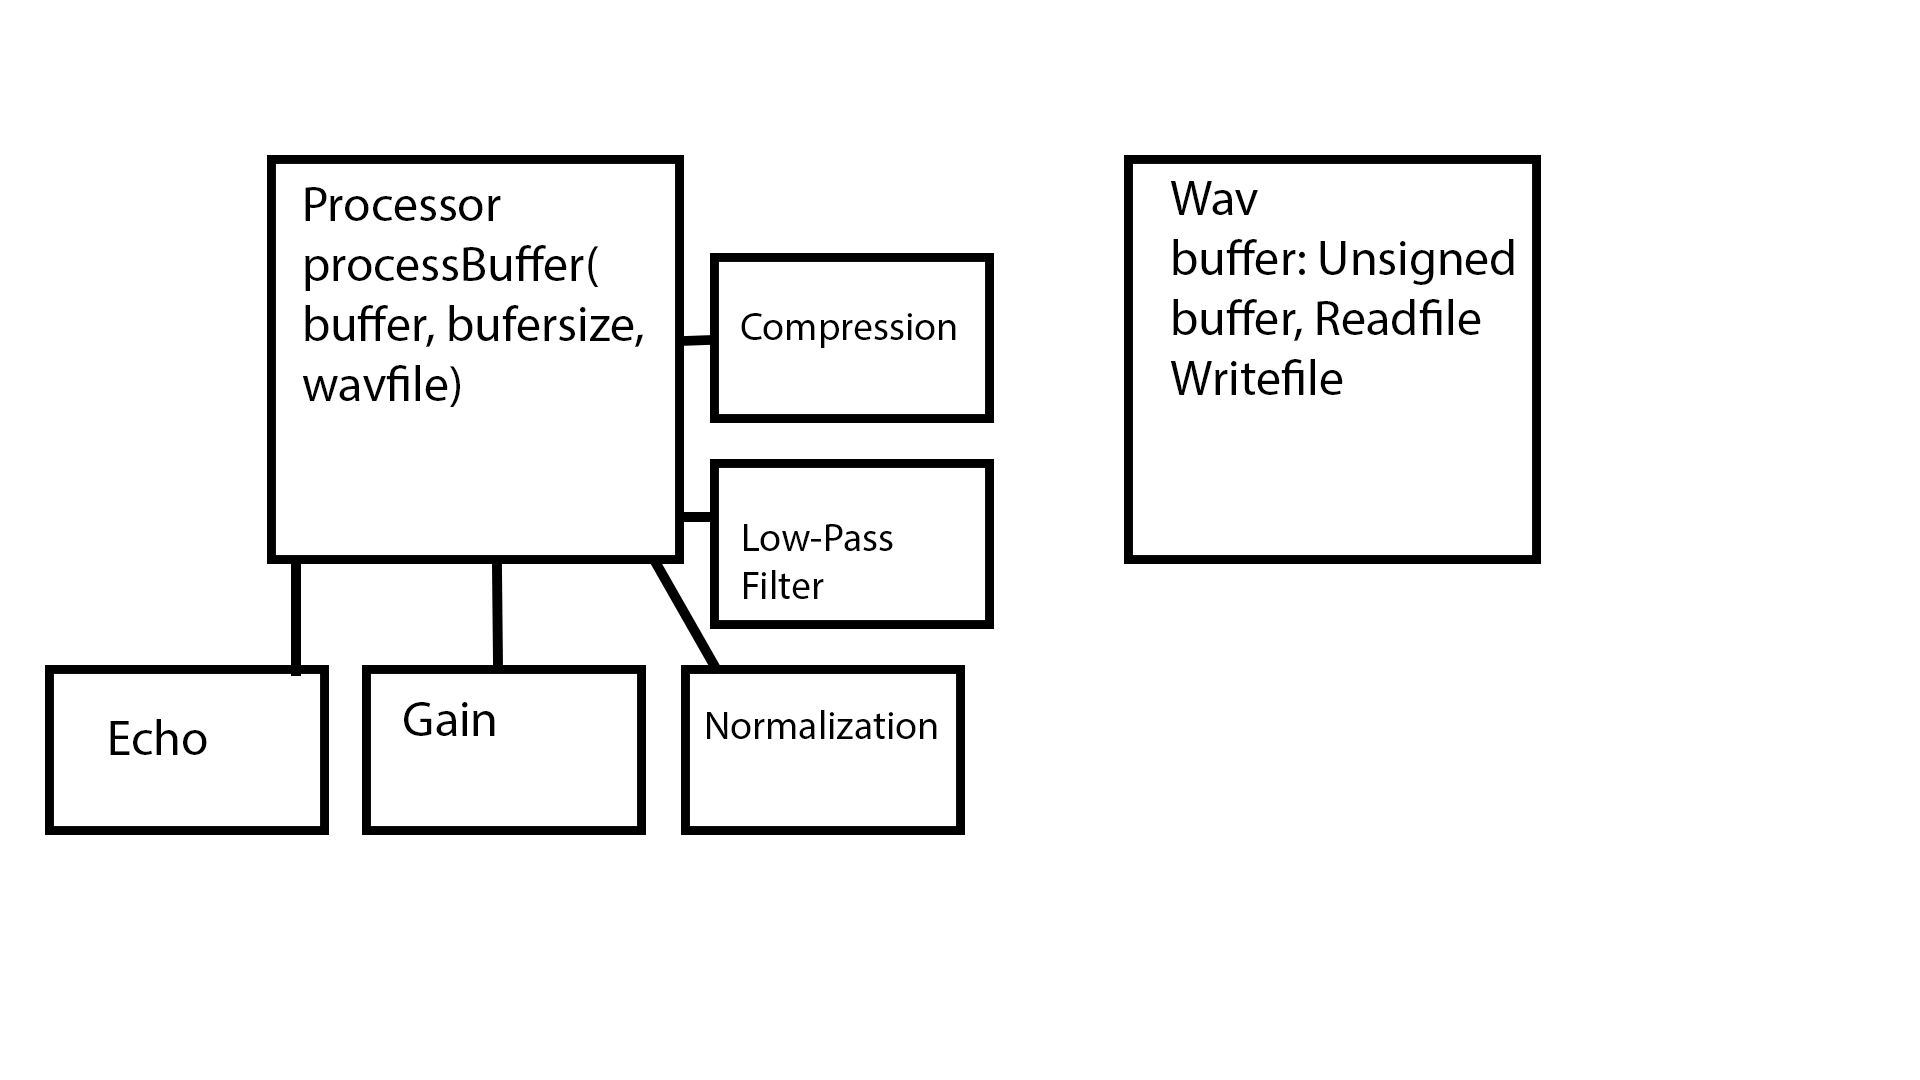 Processor
processBuffer(
buffer, bufersize,
wavfile)
Compression
Low-Pass
Filter
Echo
Gain
Normalization
Wav
buffer: Unsigned
buffer, Readfile
Writefile